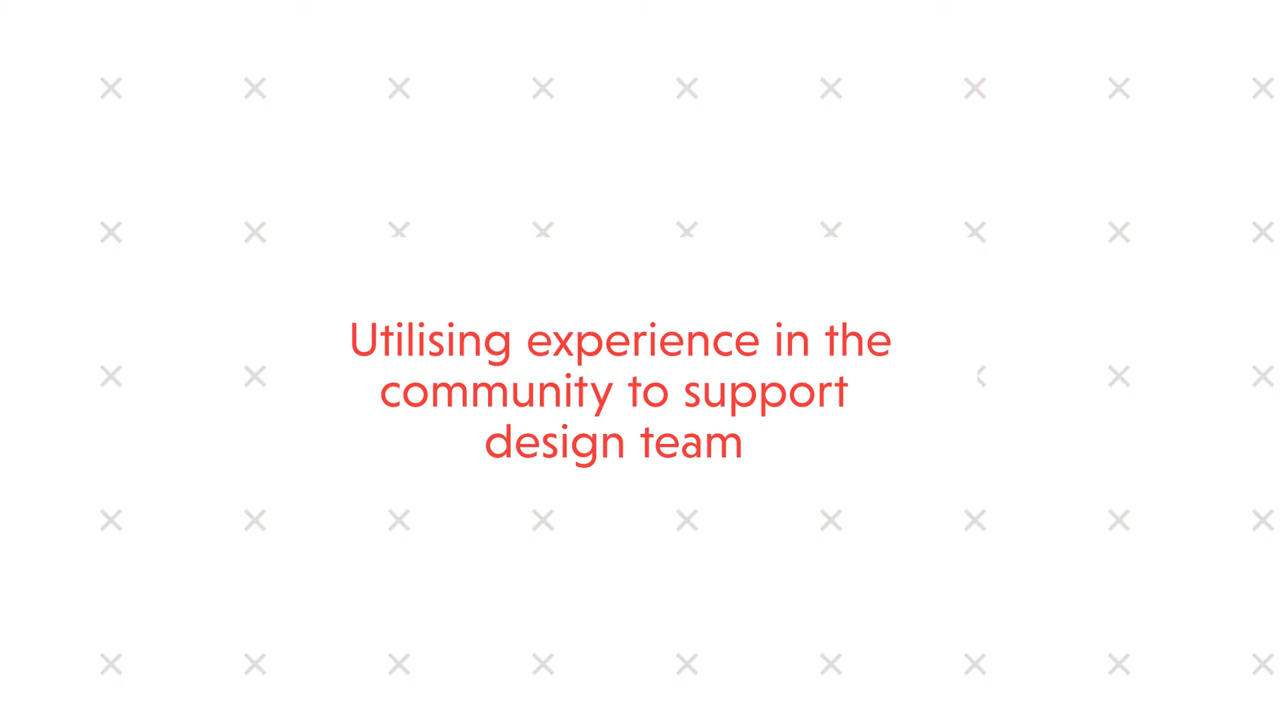 Utilising experience in the
community to support
design team